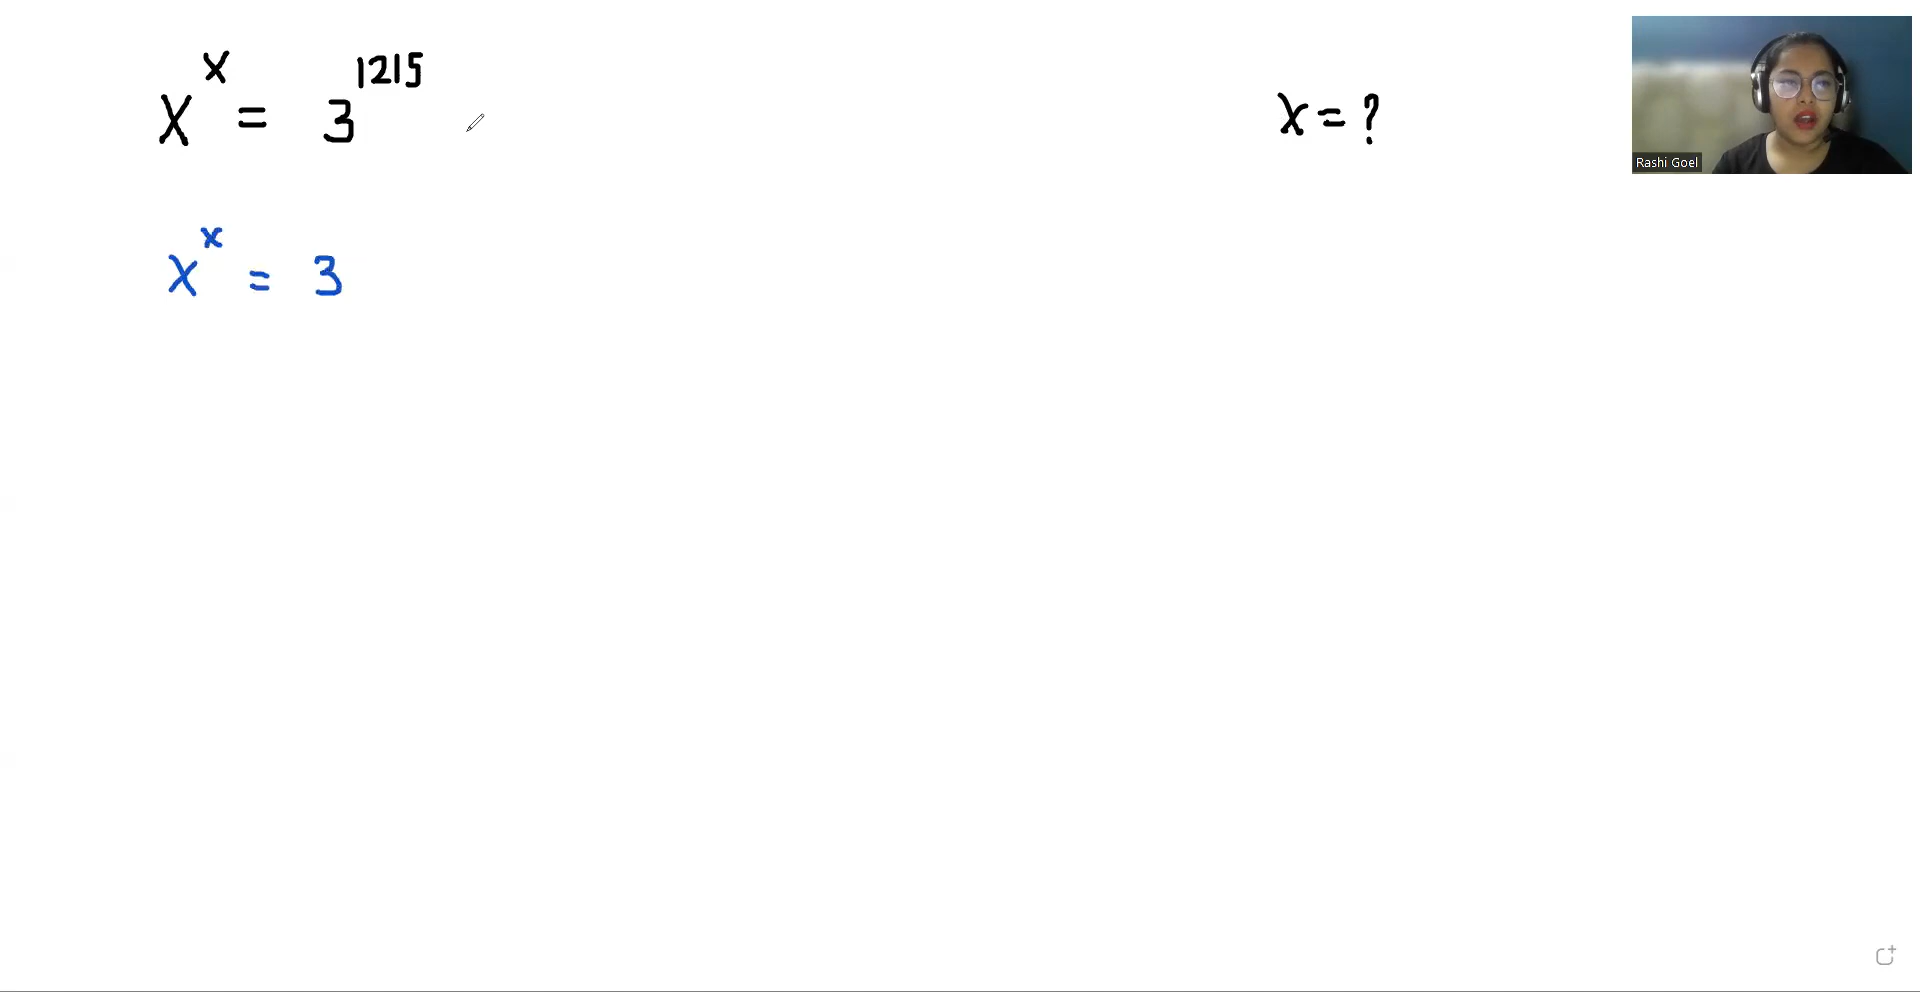 x^x = 3^1215
x = ?
Rashi Goel
x^x = 3